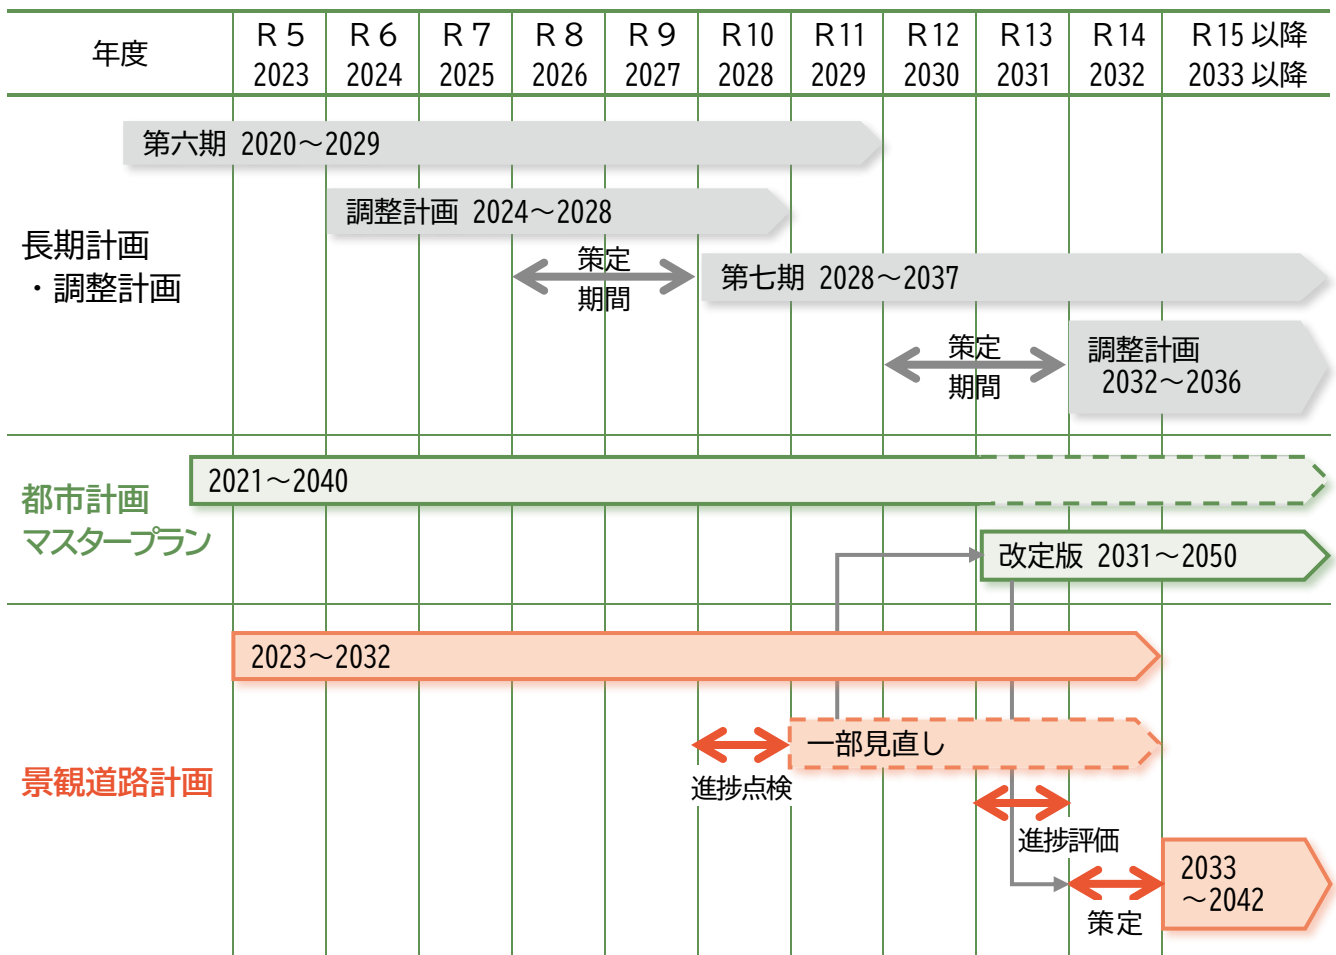 年度
R５ R６ R７ R８ R９ R10 R11 R12 R13 R14 R15以降
2023 2024 2025 2026 2027 2028 2029 2030 2031 2032 2033以降
長期計画
・調整計画
第六期 2020～2029
調整計画 2024～2028
策定
期間
第七期 2028～2037
策定
期間
調整計画
2032～2036
都市計画
マスタープラン
2021～2040
改定版 2031～2050
景観道路計画
2023～2032
一部見直し
進捗点検
進捗評価
策定
2033
～2042